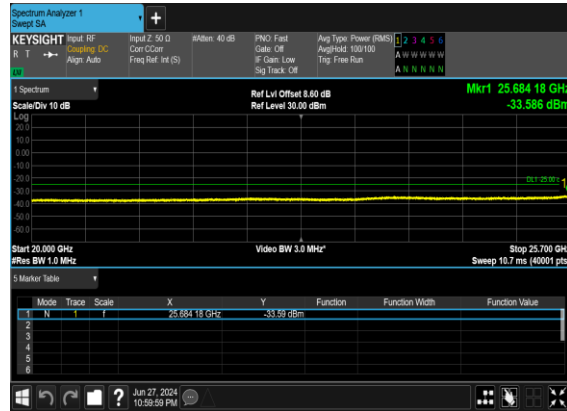 Spectrum Analyzer 1
Swept SA
+
KEYSIGHT Input: RF Input Z: 50 Ω #Atten: 40 dB PNO: Fast Avg Type: Power (RMS) 1 2 3 4 5 6
R T Coupling: DC Corr CCorr Gate: Off Avg|Hold: 100/100 A W W W W W
Align: Auto Freq Ref: Int (S) IF Gain: Low Trig: Free Run
Sig Track: Off A N N N N N
1 Spectrum Ref Lvl Offset 8.60 dB Mkr1 25.684 18 GHz
Scale/Div 10 dB Ref Level 30.00 dBm -33.586 dBm
Log
20.0
10.0
0.00
-10.0
-20.0
DL1 -25.00
1
-30.0
-40.0
-50.0
-60.0
Start 20.000 GHz Video BW 3.0 MHz* Stop 25.700 GHz
#Res BW 1.0 MHz Sweep 10.7 ms (40001 pts
5 Marker Table
Mode Trace Scale X Y Function Function Width Function Value
1 N 1 f 25.684 18 GHz -33.59 dBm
2
3
4
5
6
? Jun 27, 2024
10:59:59 PM